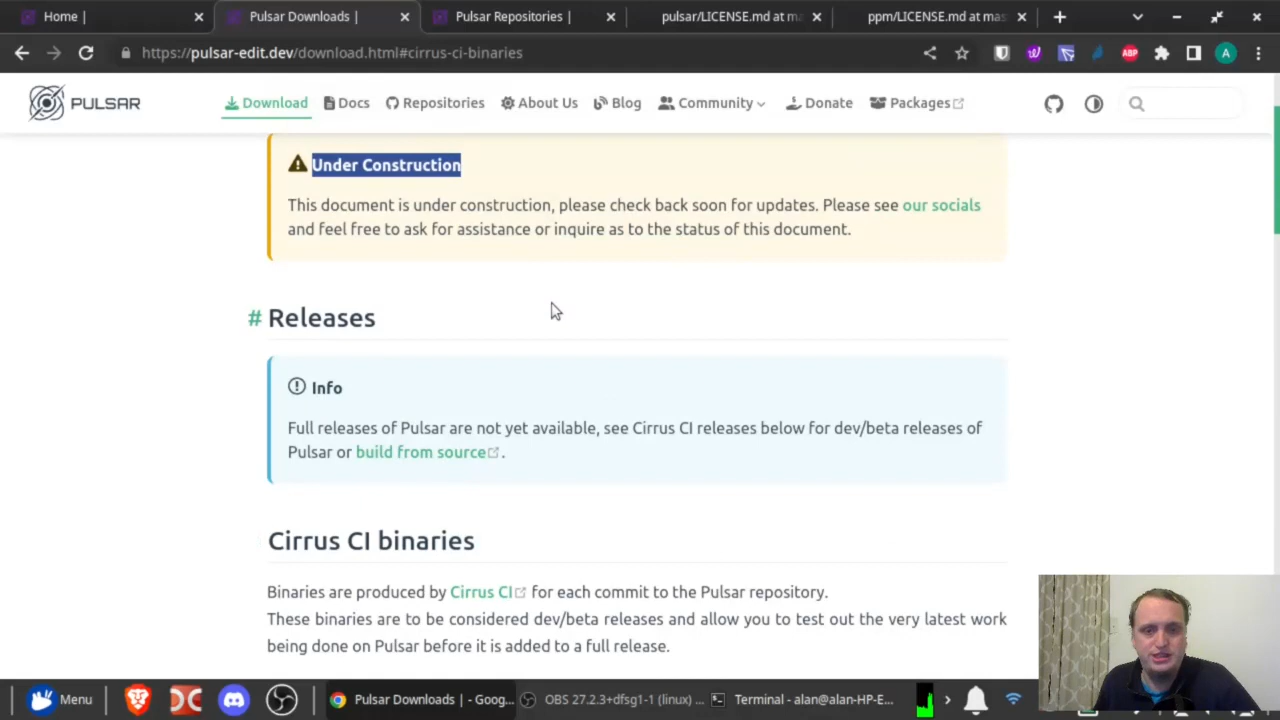 Home |
Pulsar Downloads |
Pulsar Repositories |
pulsar/LICENSE.md at ma
ppm/LICENSE.md at mas
https://pulsar-edit.dev/download.html#cirrus-ci-binaries
ABP
A
PULSAR
Download
Docs
Repositories
About Us
Blog
Community
Donate
Packages
Under Construction
This document is under construction, please check back soon for updates. Please see our socials
and feel free to ask for assistance or inquire as to the status of this document.
# Releases
Info
Full releases of Pulsar are not yet available, see Cirrus CI releases below for dev/beta releases of
Pulsar or build from source.
Cirrus CI binaries
Binaries are produced by Cirrus CI for each commit to the Pulsar repository.
These binaries are to be considered dev/beta releases and allow you to test out the very latest work
being done on Pulsar before it is added to a full release.
Menu
Pulsar Downloads | - Goog...
OBS 27.2.3+dfsg1-1 (linux) ...
Terminal - alan@alan-HP-E...